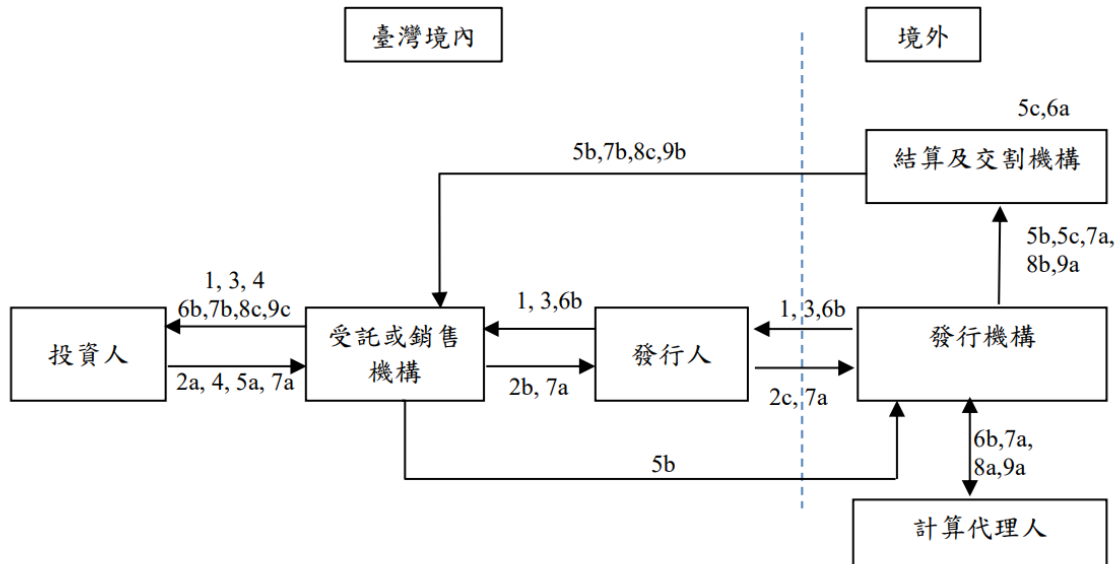 臺灣境內
境外
5c,6a
結算及交割機構
5b,7b,8c,9b
5b,5c,7a,
8b,9a
1, 3, 4
6b,7b,8c,9c
1, 3,6b
1, 3,6b
投資人
受託或銷售
機構
發行人
發行機構
2a, 4, 5a, 7a
2b, 7a
2c, 7a
5b
6b,7a,
8a,9a
計算代理人